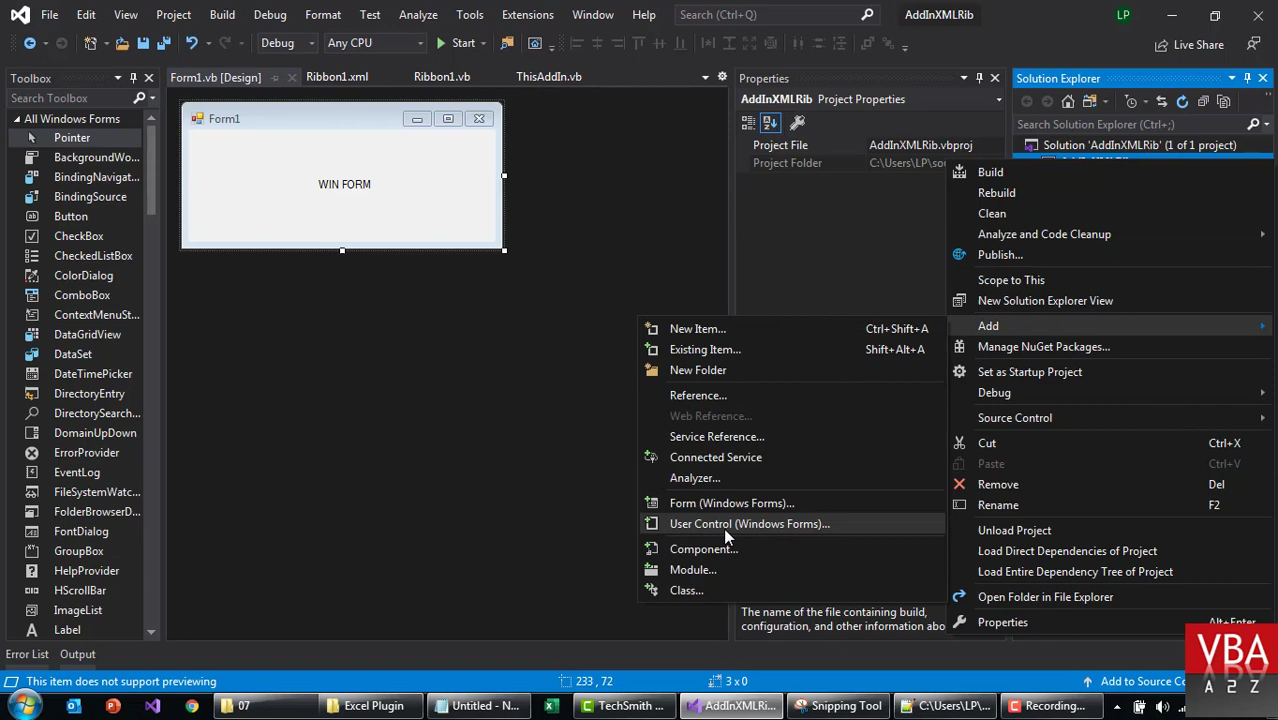 File Edit View Project Build Debug Format Test Analyze Tools Extensions Window Help Search (Ctrl+Q) AddInXMLRib LP
Debug Any CPU Start Live Share
Toolbox Form1.vb [Design] Ribbon1.xml Ribbon1.vb ThisAddIn.vb Properties Solution Explorer
Search Toolbox AddInXMLRib Project Properties Search Solution Explorer (Ctrl+;)
All Windows Forms
Pointer
BackgroundWo...
BindingNavigat...
BindingSource
Button
CheckBox
CheckedListBox
ColorDialog
ComboBox
ContextMenuSt...
DataGridView
DataSet
DateTimePicker
DirectoryEntry
DirectorySearch...
DomainUpDown
ErrorProvider
EventLog
FileSystemWatc...
FolderBrowserD...
FontDialog
GroupBox
HelpProvider
HScrollBar
ImageList
Label
Form1
WIN FORM
Project File AddInXMLRib.vbproj
Project Folder C:\Users\LP\sou
Solution 'AddInXMLRib' (1 of 1 project)
Build
Rebuild
Clean
Analyze and Code Cleanup
Publish...
Scope to This
New Solution Explorer View
Add
Manage NuGet Packages...
Set as Startup Project
Debug
Source Control
Cut Ctrl+X
Paste Ctrl+V
Remove Del
Rename F2
Unload Project
Load Direct Dependencies of Project
Load Entire Dependency Tree of Project
Open Folder in File Explorer
Properties Alt+Enter
New Item... Ctrl+Shift+A
Existing Item... Shift+Alt+A
New Folder
Reference...
Web Reference...
Service Reference...
Connected Service
Analyzer...
Form (Windows Forms)...
User Control (Windows Forms)...
Component...
Module...
Class...
The name of the file containing build,
configuration, and other information abo
Error List Output
This item does not support previewing 233 , 72 3 x 0 Add to Source Co
07 Excel Plugin Untitled - N... TechSmith ... AddInXMLRi... Snipping Tool C:\Users\LP\... Recording...
VBA
A 2 Z